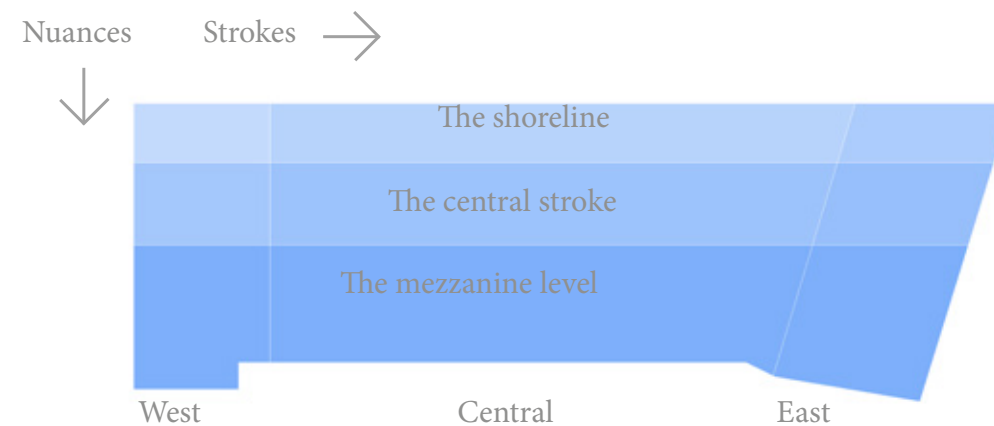 Nuances Strokes
The shoreline
The central stroke
The mezzanine level
West Central East